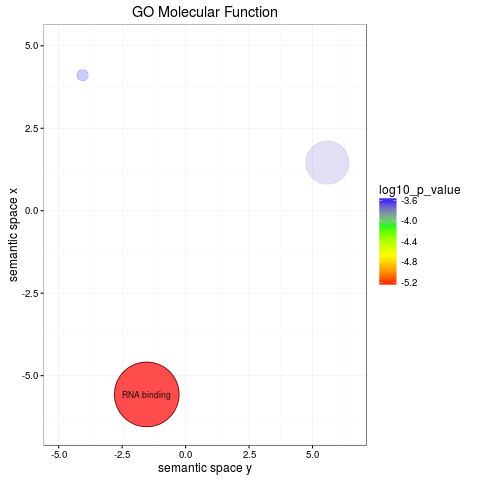 GO Molecular Function
5.0
2.5
0.0
-2.5
-5.0
semantic space x
RNA binding
-5.0 -2.5 0.0 2.5 5.0
semantic space y
log10_p_value
-3.6
-4.0
-4.4
-4.8
-5.2